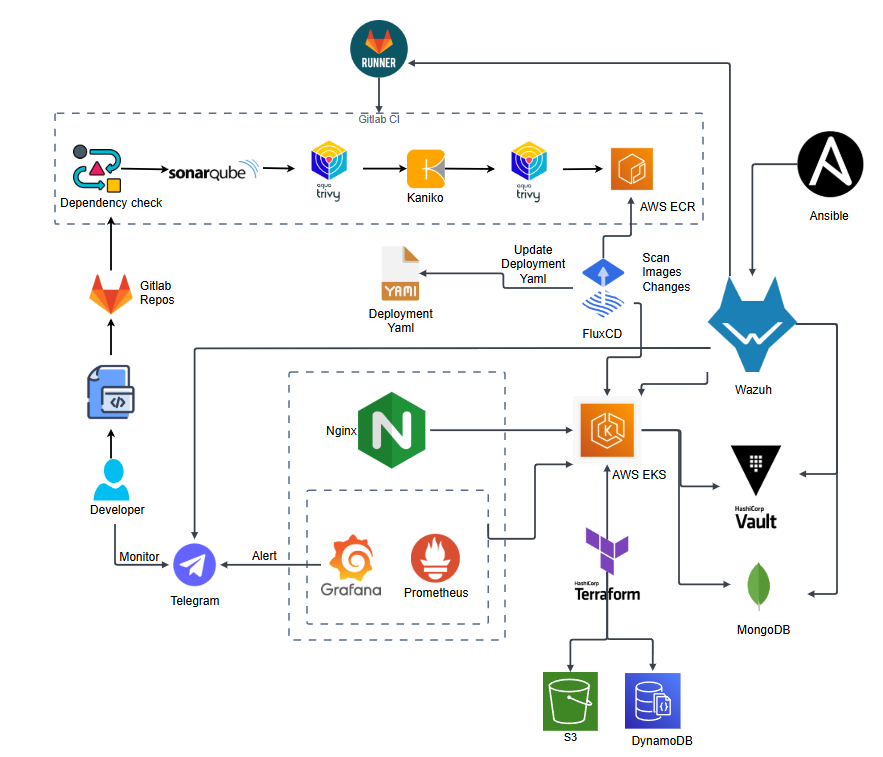 RUNNER
Gitlab CI
Dependency check
sonarqube
aqua
trivy
Kaniko
aqua
trivy
AWS ECR
Ansible
Gitlab
Repos
YAMl
Deployment
Yaml
Update
Deployment
Yaml
Scan
Images
Changes
FluxCD
Wazuh
Nginx
AWS EKS
HashiCorp
Vault
Developer
Monitor
Telegram
Alert
Grafana
Prometheus
HashiCorp
Terraform
MongoDB
S3
DynamoDB